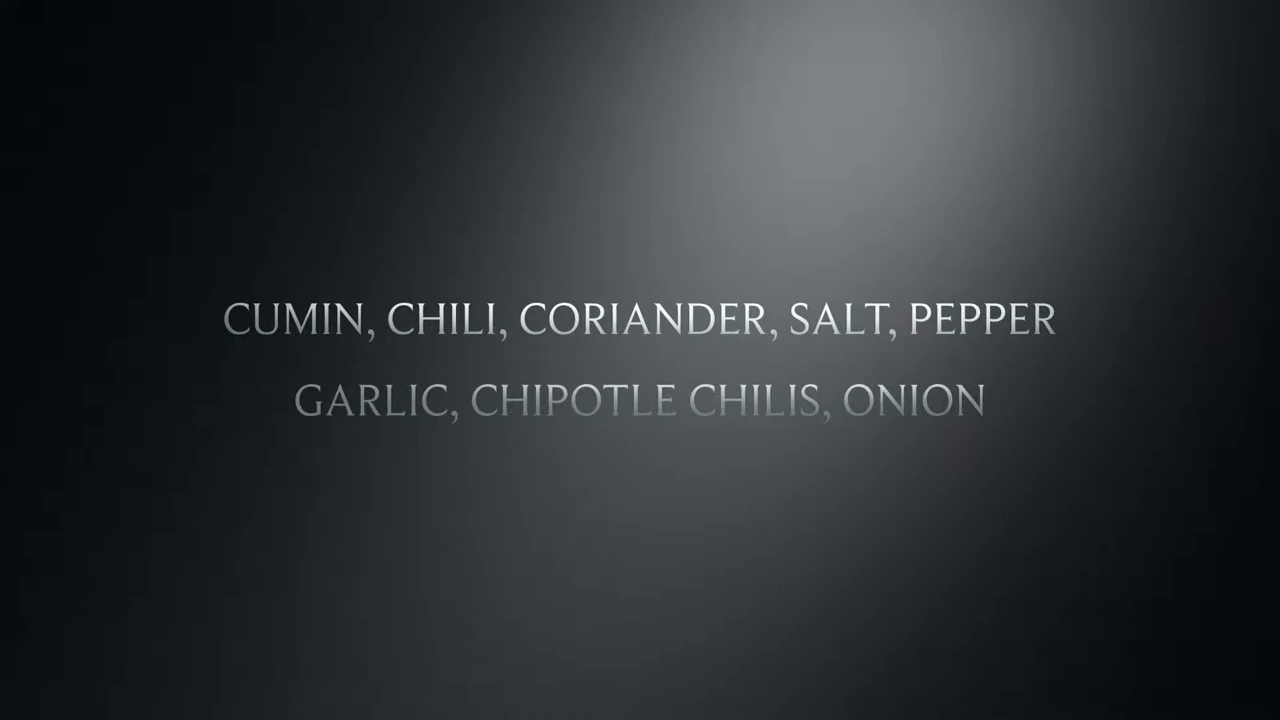 CUMIN, CHILI, CORIANDER, SALT, PEPPER
GARLIC, CHIPOTLE CHILIS, ONION